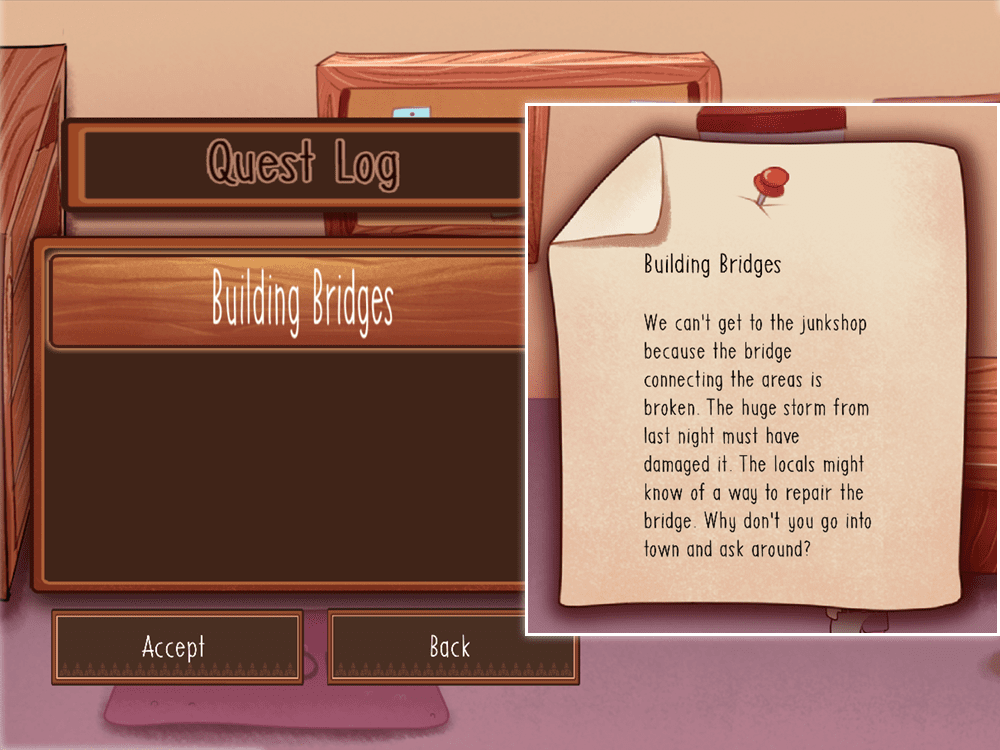 Quest Log
Building Bridges
Accept
Back
Building Bridges
We can't get to the junkshop
because the bridge
connecting the areas is
broken. The huge storm from
last night must have
damaged it. The locals might
know of a way to repair the
bridge. Why don't you go into
town and ask around?